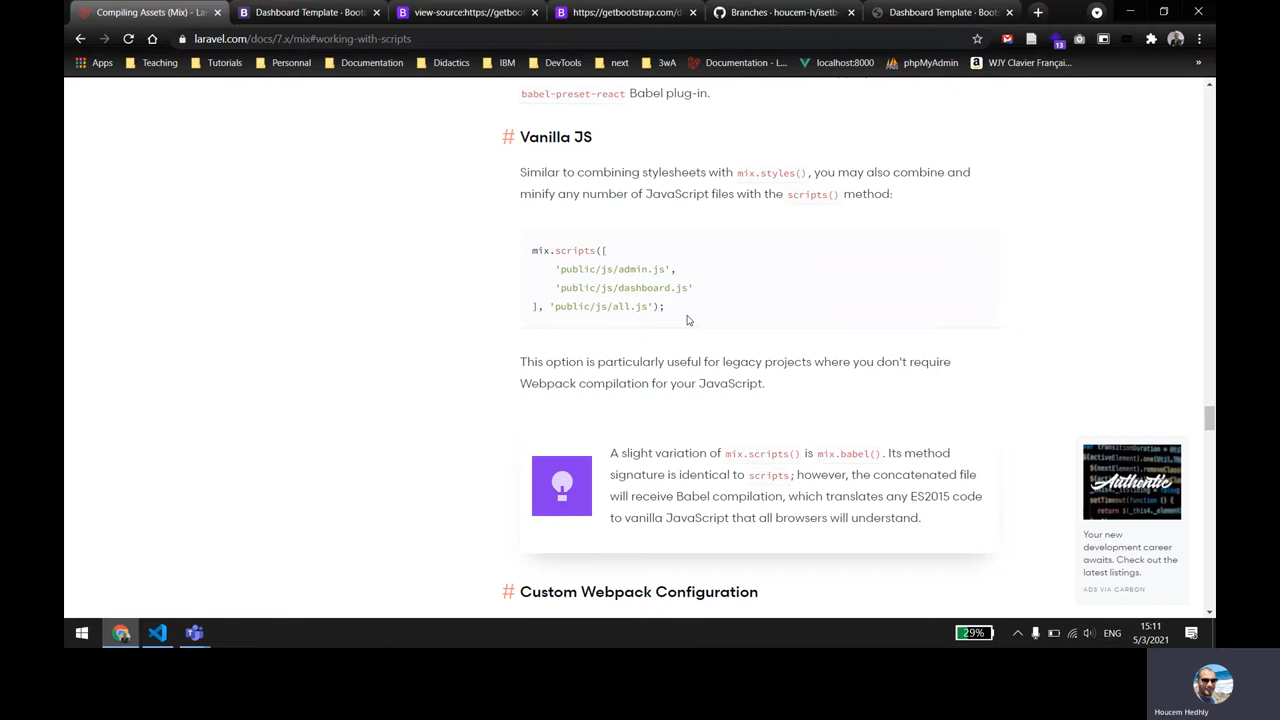 Compiling Assets (Mix) - La
Dashboard Template · Boots
view-source:https://getboot
https://getbootstrap.com/d
Branches · houcem-h/isetb
Dashboard Template · Boots
laravel.com/docs/7.x/mix#working-with-scripts
13
Apps
Teaching
Tutorials
Personnal
Documentation
Didactics
IBM
DevTools
next
3wA
Documentation - L...
localhost:8000
phpMyAdmin
WJY Clavier Françai...
»
babel-preset-react Babel plug-in.
# Vanilla JS
Similar to combining stylesheets with mix.styles(), you may also combine and
minify any number of JavaScript files with the scripts() method:
mix.scripts([
'public/js/admin.js',
'public/js/dashboard.js'
], 'public/js/all.js');
This option is particularly useful for legacy projects where you don't require
Webpack compilation for your JavaScript.
A slight variation of mix.scripts() is mix.babel(). Its method
signature is identical to scripts; however, the concatenated file
will receive Babel compilation, which translates any ES2015 code
to vanilla JavaScript that all browsers will understand.
Authentic
Your new
development career
awaits. Check out the
latest listings.
ADS VIA CARBON
# Custom Webpack Configuration
29%
ENG
15:11
5/3/2021
Houcem Hedhly